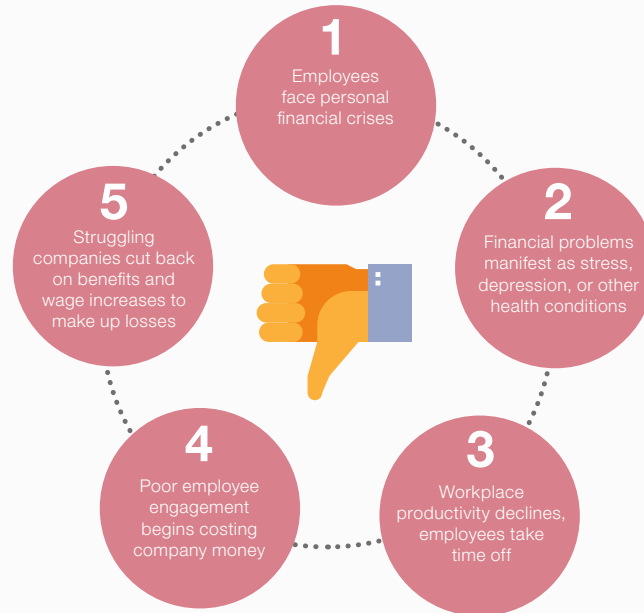 1
Employees
face personal
financial crises
2
Financial problems
manifest as stress,
depression, or other
health conditions
3
Workplace
productivity declines,
employees take
time off
4
Poor employee
engagement
begins costing
company money
5
Struggling
companies cut back
on benefits and
wage increases to
make up losses